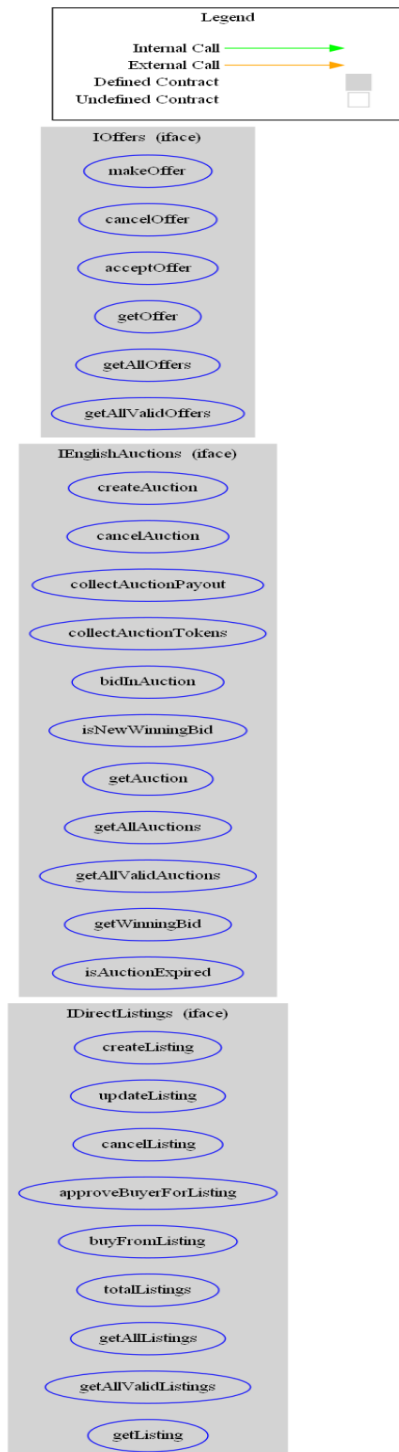 Legend
Internal Call
External Call
Defined Contract
Undefined Contract
IOffers (iface)
makeOffer
cancelOffer
acceptOffer
getOffer
getAllOffers
getAllValidOffers
IEnglishAuctions (iface)
createAuction
cancelAuction
collectAuctionPayout
collectAuctionTokens
bidInAuction
isNewWinningBid
getAuction
getAllAuctions
getAllValidAuctions
getWinningBid
isAuctionExpired
IDirectListings (iface)
createListing
updateListing
cancelListing
approveBuyerForListing
buyFromListing
totalListings
getAllListings
getAllValidListings
getListing